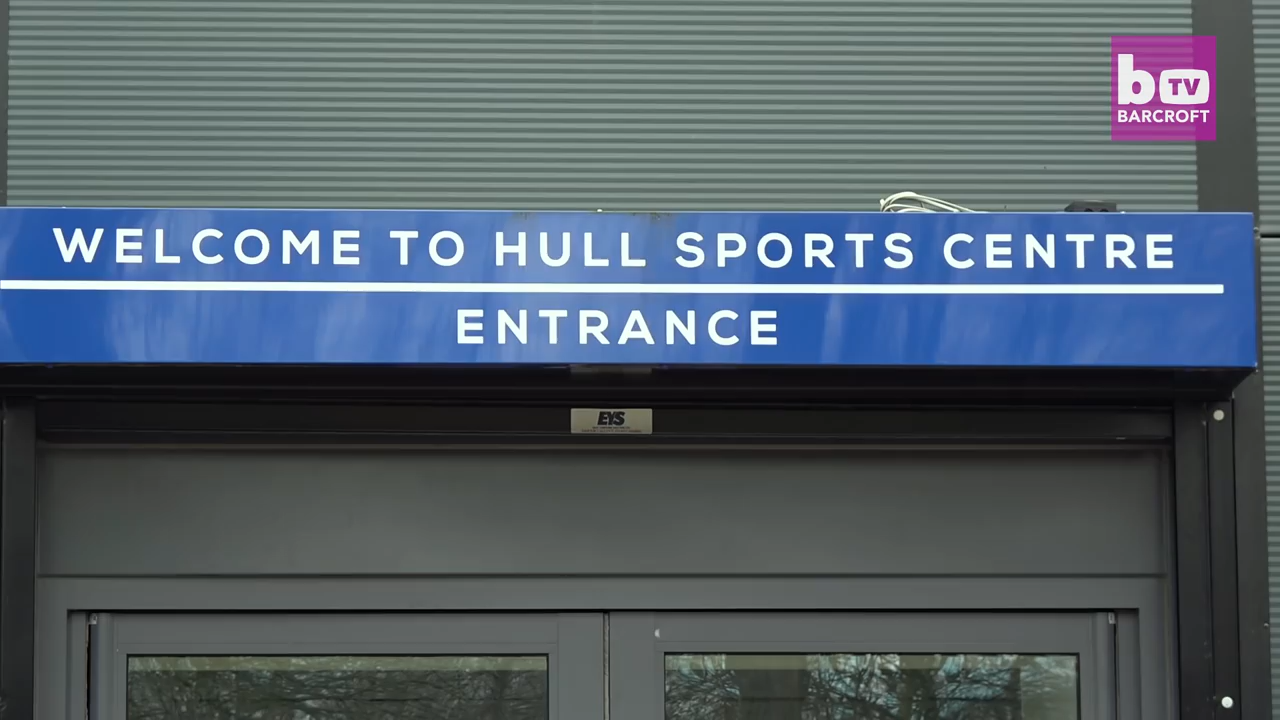 b TV
BARCROFT
WELCOME TO HULL SPORTS CENTRE
ENTRANCE
EYS